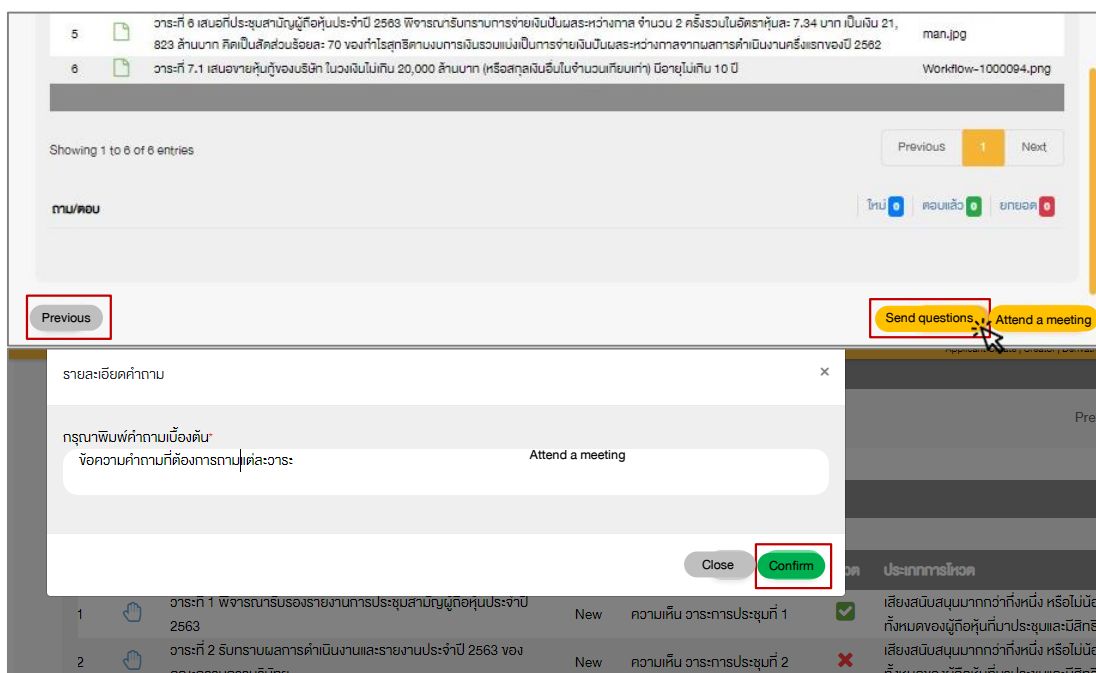 วาระที่ 6 เสนอที่ประชุมสามัญผู้ถือหุ้นประจำปี 2563 พิจารณารับทราบการจ่ายเงินปันผลระหว่างกาล จำนวน 2 ครั้งรวมในอัตราหุ้นละ 7.34 บาท เป็นเงิน 21,
5 823 ล้านบาท คิดเป็นสัดส่วนร้อยละ 70 ของกำไรสุทธิตามงบการเงินรวมแบ่งเป็นการจ่ายเงินปันผลระหว่างกาลจากผลการดำเนินงานครึ่งแรกของปี 2562 man.jpg
6 วาระที่ 7.1 เสนอขายหุ้นกู้ของบริษัท ในวงเงินไม่เกิน 20,000 ล้านบาท (หรือสกุลเงินอื่นในจำนวนเทียบเท่า) มีอายุไม่เกิน 10 ปี Workflow-1000094.png
Showing 1 to 6 of 6 entries Previous 1 Next
ถาม/ตอบ ใหม่ 0 ตอบแล้ว 0 ยกยอด 0
Previous Send questions Attend a meeting
รายละเอียดคำถาม ×
Pre
กรุณาพิมพ์คำถามเบื้องต้น*
ข้อความคำถามที่ต้องการถามแต่ละวาระ Attend a meeting
Close Confirm
วต ประเภทการโหวต
1 วาระที่ 1 พิจารณารับรองรายงานการประชุมสามัญผู้ถือหุ้นประจำปี 2563 New ความเห็น วาระการประชุมที่ 1 เสียงสนับสนุนมากกว่ากึ่งหนึ่ง หรือไม่น้อ
ทั้งหมดของผู้ถือหุ้นที่มาประชุมและมีสิทธิ
2 วาระที่ 2 รับทราบผลการดำเนินงานและรายงานประจำปี 2563 ของ New ความเห็น วาระการประชุมที่ 2 เสียงสนับสนุนมากกว่ากึ่งหนึ่ง หรือไม่น้อ